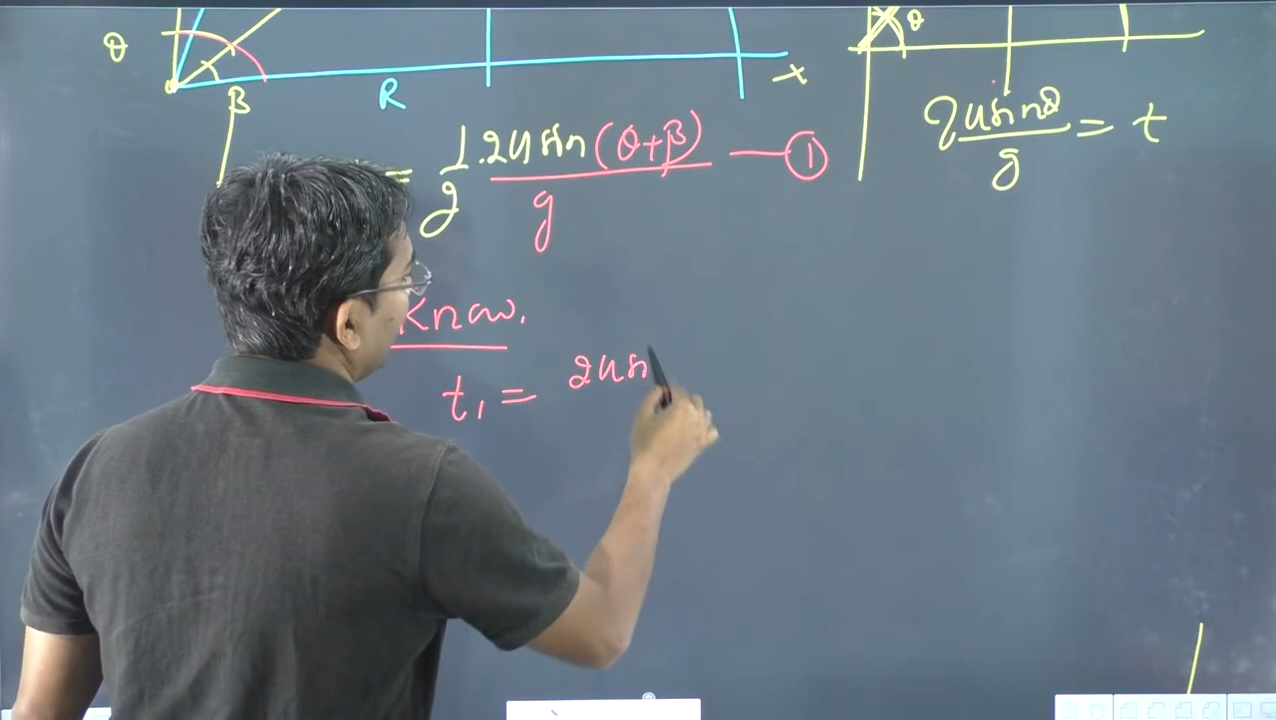 θ
β
R
x
θ
= 1/2 . 2u sin (θ+β)/g — ①
2u sin θ/g = t
Know.
t₁ = 2u sin